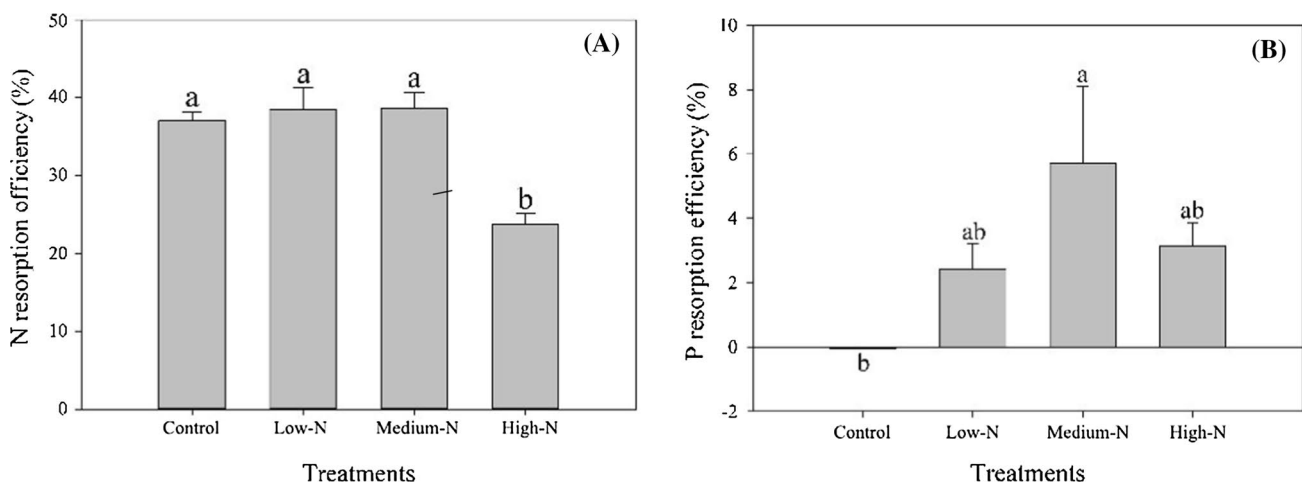 (A)
N resorption officiency (%)
50
40
30
20
10
0
a
a
a
b
Control Low-N Medium-N High-N
Treatments
(B)
P resorption efficiency (%)
10
8
6
4
2
0
-2
b
ab
a
ab
Control Low-N Medium-N High-N
Treatments